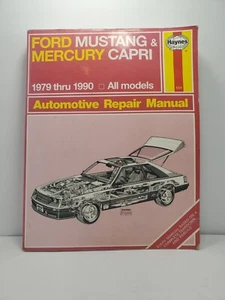 FORD MUSTANG &
MERCURY CAPRI
Haynes
1979 thru 1990 □ All models
Automotive Repair Manual